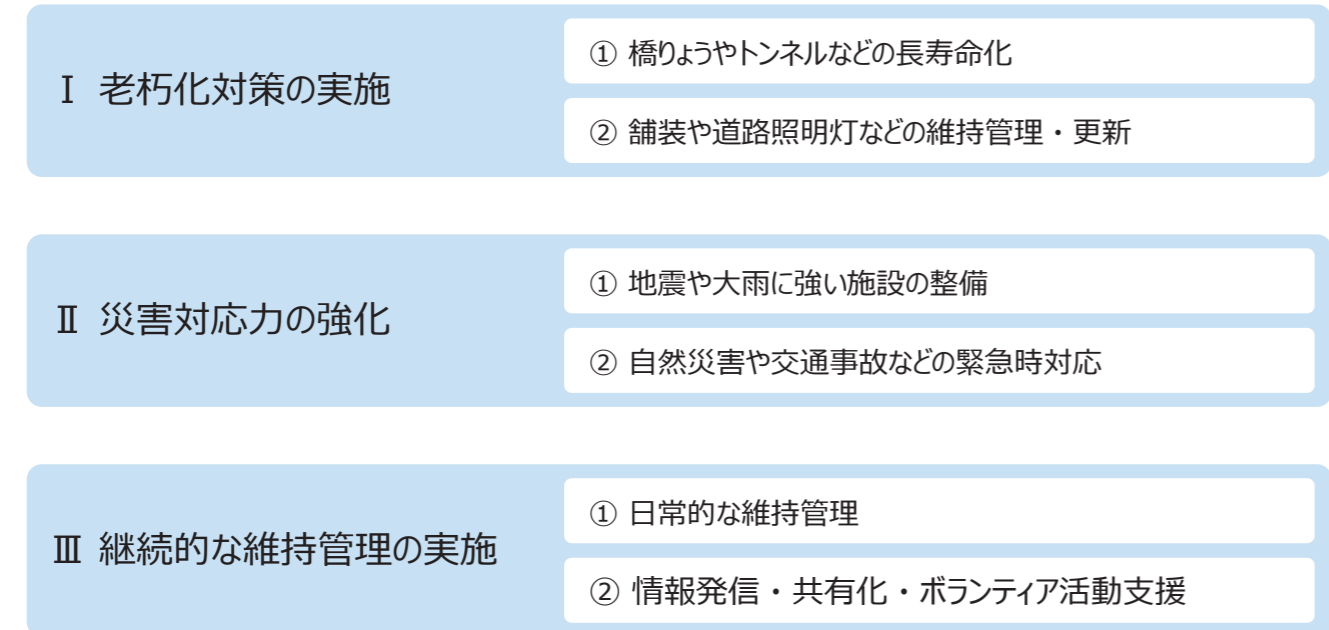 Ⅰ 老朽化対策の実施
① 橋りょうやトンネルなどの長寿命化
② 舗装や道路照明灯などの維持管理・更新
Ⅱ 災害対応力の強化
① 地震や大雨に強い施設の整備
② 自然災害や交通事故などの緊急時対応
Ⅲ 継続的な維持管理の実施
① 日常的な維持管理
② 情報発信・共有化・ボランティア活動支援